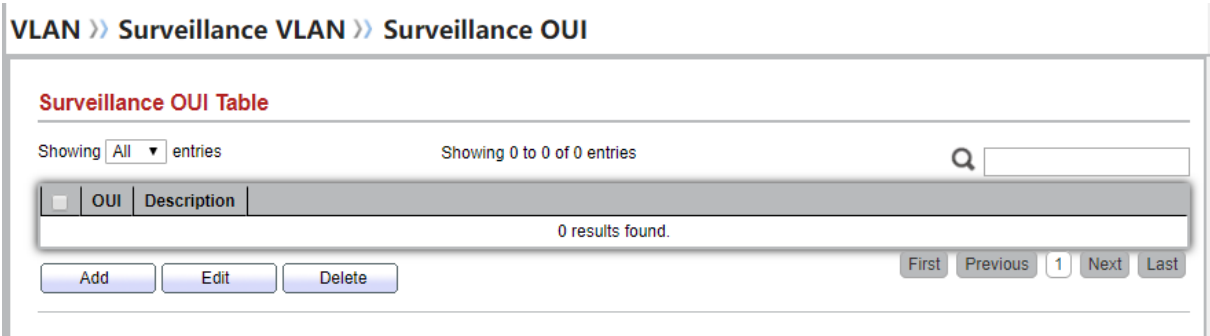 VLAN 》 Surveillance VLAN 》 Surveillance OUI
Surveillance OUI Table
Showing All ▼ entries Showing 0 to 0 of 0 entries
OUI Description
0 results found.
Add Edit Delete First Previous 1 Next Last